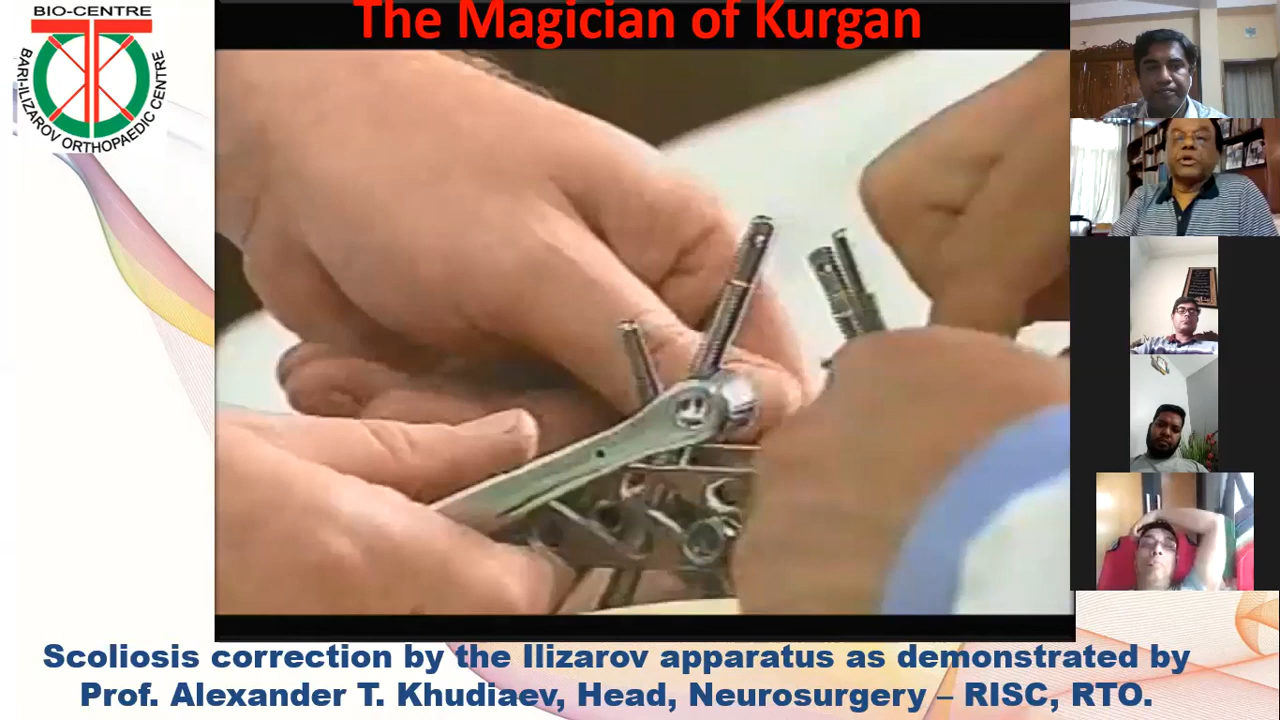 BIO-CENTRE
BARI-ILIZAROV ORTHOPAEDIC CENTRE
The Magician of Kurgan
Scoliosis correction by the Ilizarov apparatus as demonstrated by
Prof. Alexander T. Khudiaev, Head, Neurosurgery – RISC, RTO.